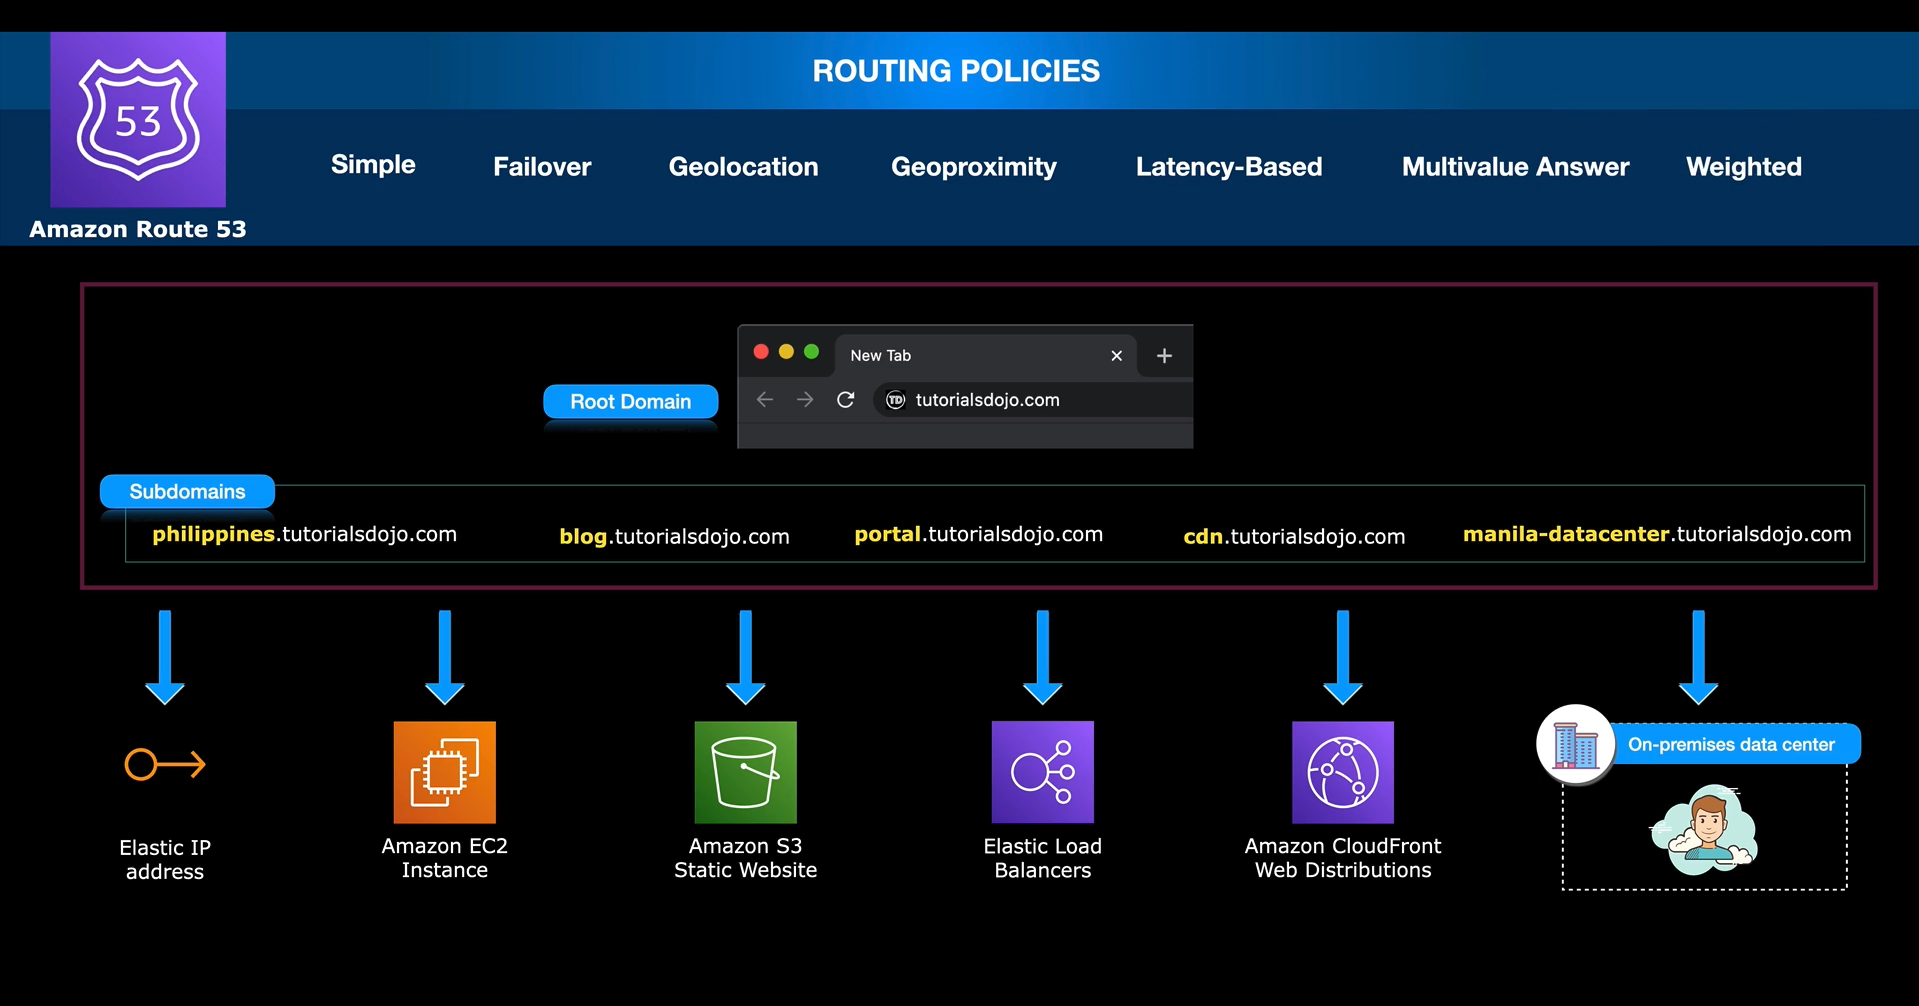 ROUTING POLICIES
53
Amazon Route 53
Simple
Failover
Geolocation
Geoproximity
Latency-Based
Multivalue Answer
Weighted
New Tab
Root Domain
TD
tutorialsdojo.com
Subdomains
philippines.tutorialsdojo.com
blog.tutorialsdojo.com
portal.tutorialsdojo.com
cdn.tutorialsdojo.com
manila-datacenter.tutorialsdojo.com
Elastic IP
address
Amazon EC2
Instance
Amazon S3
Static Website
Elastic Load
Balancers
Amazon CloudFront
Web Distributions
On-premises data center